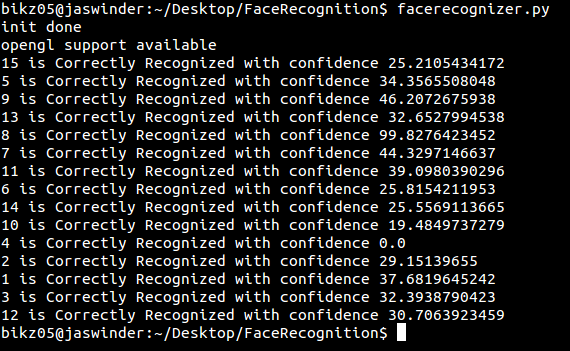 bikz05@jaswinder:~/Desktop/FaceRecognition$ facerecognizer.py
init done
opengl support available
15 is Correctly Recognized with confidence 25.2105434172
5 is Correctly Recognized with confidence 34.3565508048
9 is Correctly Recognized with confidence 46.2072675938
13 is Correctly Recognized with confidence 32.6527994538
8 is Correctly Recognized with confidence 99.8276423452
7 is Correctly Recognized with confidence 44.3297146637
11 is Correctly Recognized with confidence 39.0980390296
6 is Correctly Recognized with confidence 25.8154211953
14 is Correctly Recognized with confidence 25.5569113665
10 is Correctly Recognized with confidence 19.4849737279
4 is Correctly Recognized with confidence 0.0
2 is Correctly Recognized with confidence 29.15139655
1 is Correctly Recognized with confidence 37.6819645242
3 is Correctly Recognized with confidence 32.3938790423
12 is Correctly Recognized with confidence 30.7063923459
bikz05@jaswinder:~/Desktop/FaceRecognition$